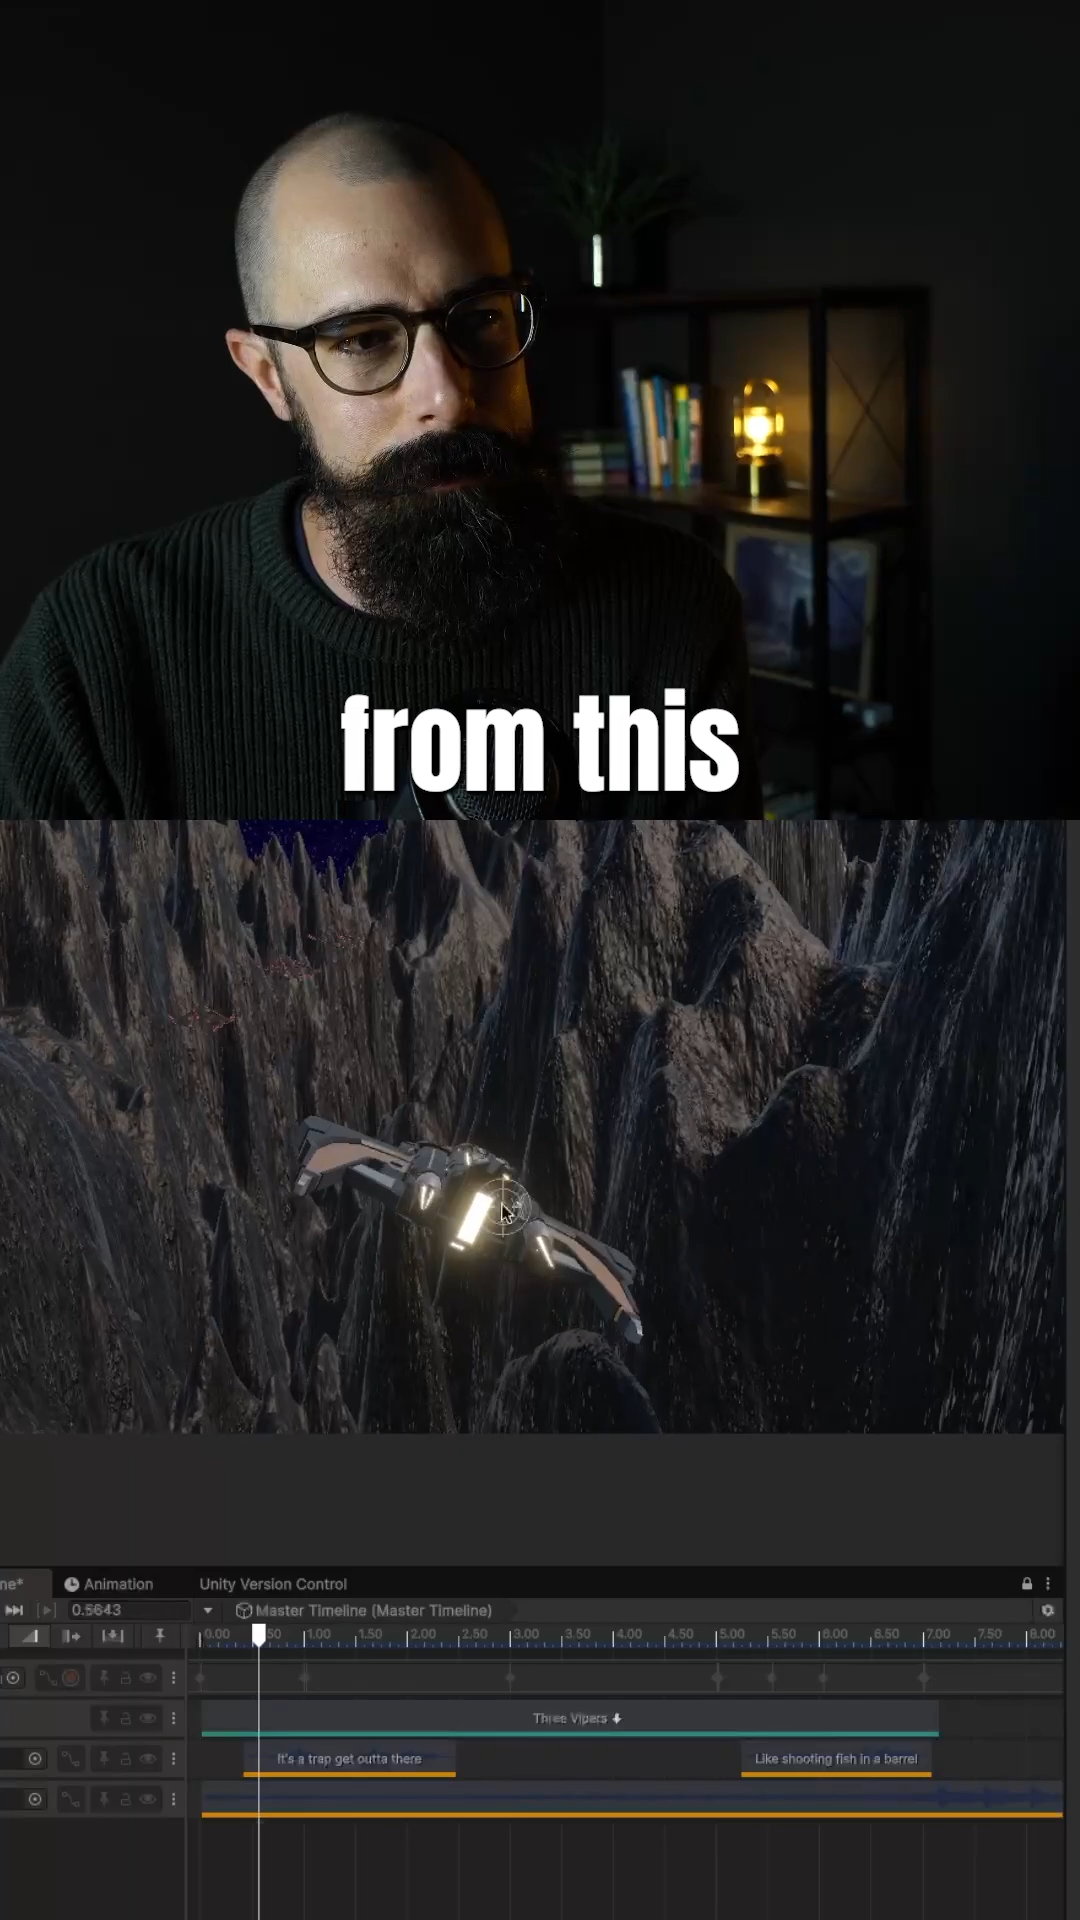 from this
ne*
Animation
Unity Version Control
0.5643
Master Timeline (Master Timeline)
0.00 50 1.00 1.50 2.00 2.50 3.00 3.50 4.00 4.50 5.00 5.50 6.00 6.50 7.00 7.50 8.00
Three Vipers
It's a trap get outta there
Like shooting fish in a barrel